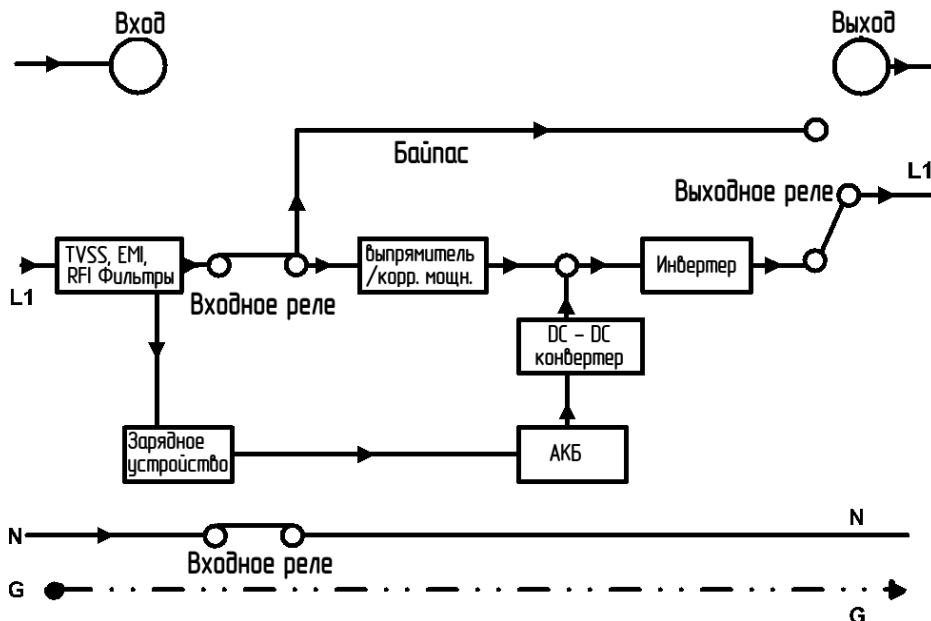 Вход
Выход
Байпас
L1
Выходное реле
TVSS, EMI,
RFI Фильтры
выпрямитель
/корр. мощн.
Инвертер
L1
Входное реле
DC - DC
конвертер
Зарядное
устройство
АКБ
N
N
Входное реле
G
G